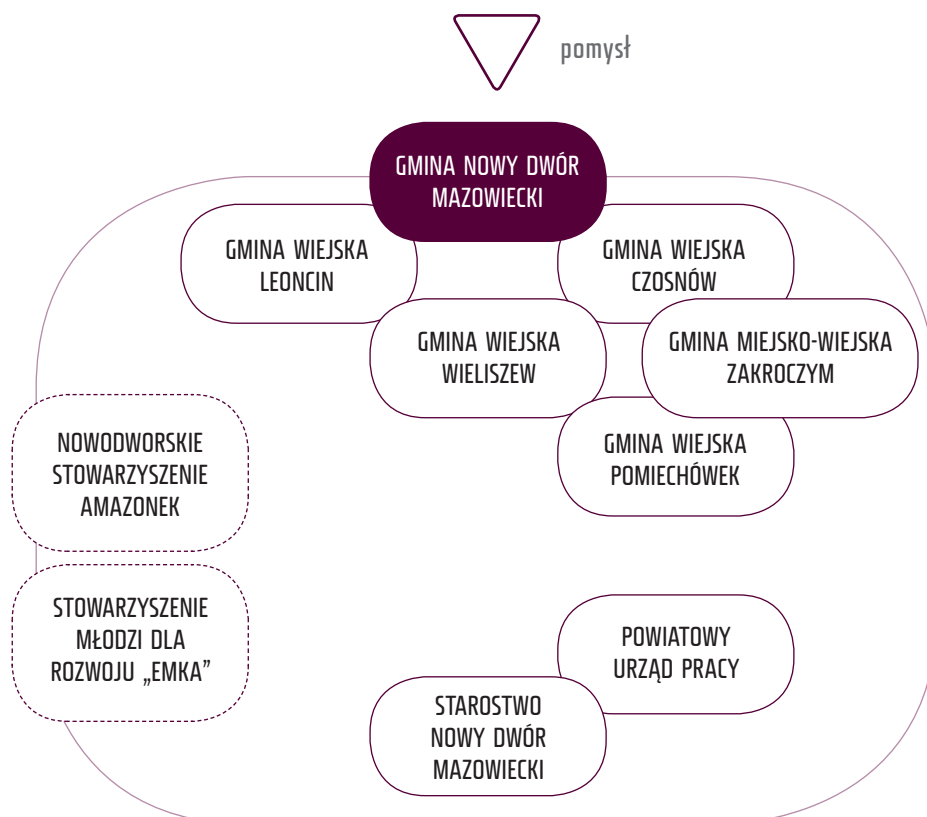 pomysł
GMINA NOWY DWÓR
MAZOWIECKI
GMINA WIEJSKA
LEONCIN
GMINA WIEJSKA
CZOSNÓW
GMINA WIEJSKA
WIELISZEW
GMINA MIEJSKO-WIEJSKA
ZAKROCZYM
NOWODWORSKIE
STOWARZYSZENIE
AMAZONEK
GMINA WIEJSKA
POMIECHÓWEK
STOWARZYSZENIE
MŁODZI DLA
ROZWOJU „EMKA”
POWIATOWY
URZĄD PRACY
STAROSTWO
NOWY DWÓR
MAZOWIECKI